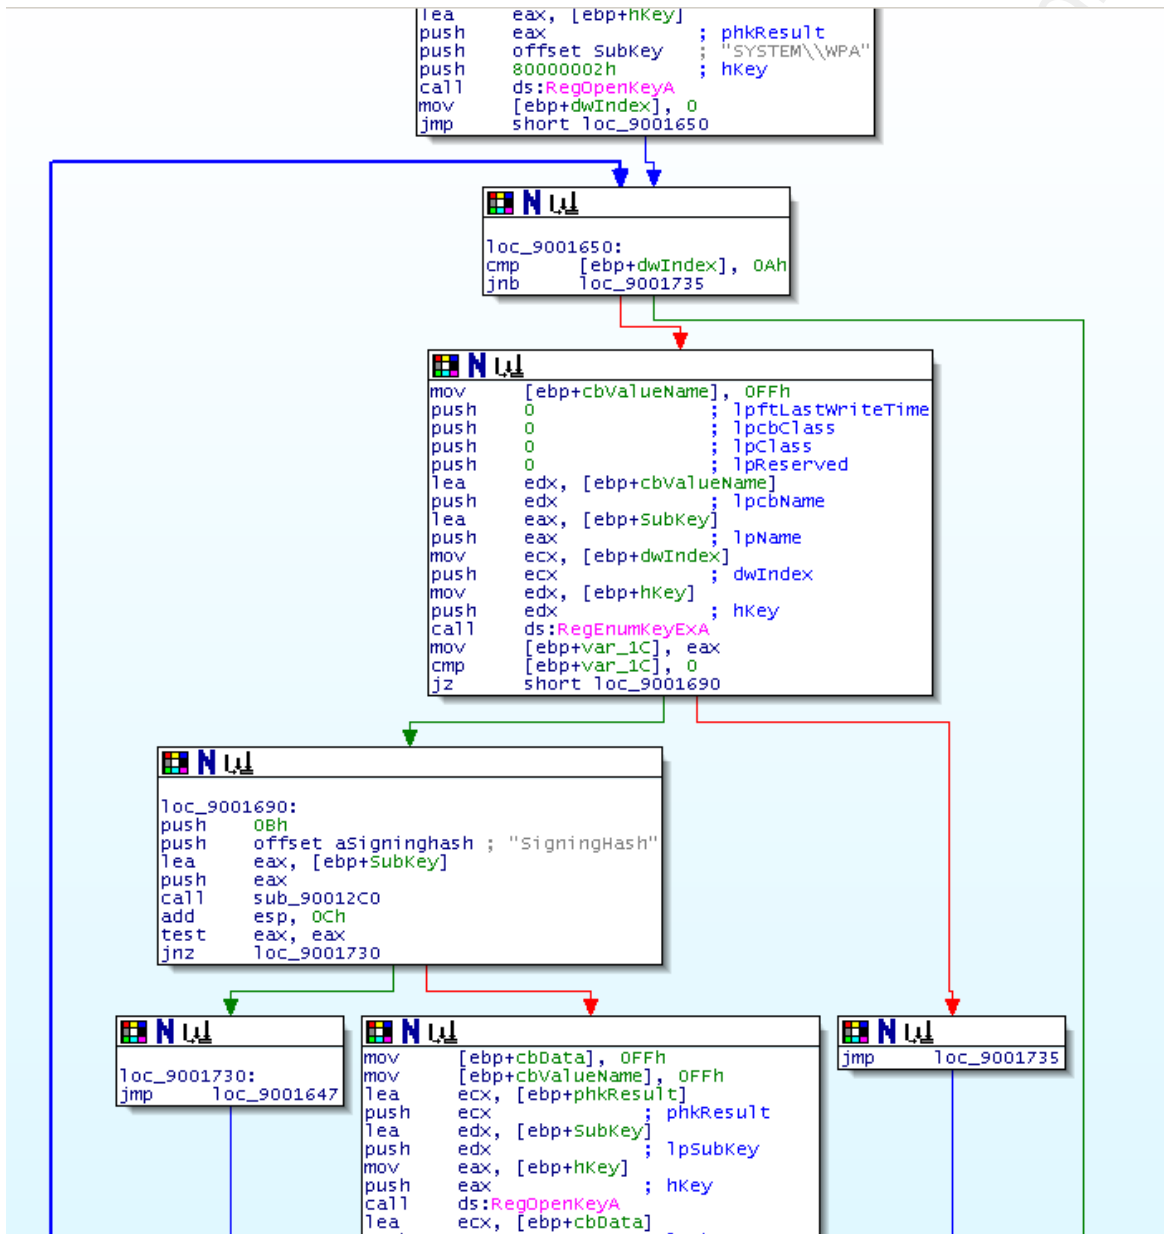 lea eax, [ebp+hKey]
push eax ; phkResult
push offset SubKey ; "SYSTEM\\WPA"
push 80000002h ; hKey
call ds:RegOpenKeyA
mov [ebp+dwIndex], 0
jmp short loc_9001650
loc_9001650:
cmp [ebp+dwIndex], 0Ah
jnb loc_9001735
mov [ebp+cbValueName], 0FFh
push 0 ; lpftLastWriteTime
push 0 ; lpcbClass
push 0 ; lpClass
push 0 ; lpReserved
lea edx, [ebp+cbValueName]
push edx ; lpcbName
lea eax, [ebp+SubKey]
push eax ; lpName
mov ecx, [ebp+dwIndex]
push ecx ; dwIndex
mov edx, [ebp+hKey]
push edx ; hKey
call ds:RegEnumKeyExA
mov [ebp+var_1C], eax
cmp [ebp+var_1C], 0
jz short loc_9001690
loc_9001690:
push 0Bh
push offset aSigninghash ; "SigningHash"
lea eax, [ebp+SubKey]
push eax
call sub_90012C0
add esp, 0Ch
test eax, eax
jnz loc_9001730
loc_9001730:
jmp loc_9001647
mov [ebp+cbData], 0FFh
mov [ebp+cbValueName], 0FFh
lea ecx, [ebp+phkResult]
push ecx ; phkResult
lea edx, [ebp+SubKey]
push edx ; lpSubKey
mov eax, [ebp+hKey]
push eax ; hKey
call ds:RegOpenKeyA
lea ecx, [ebp+cbData]
jmp loc_9001735